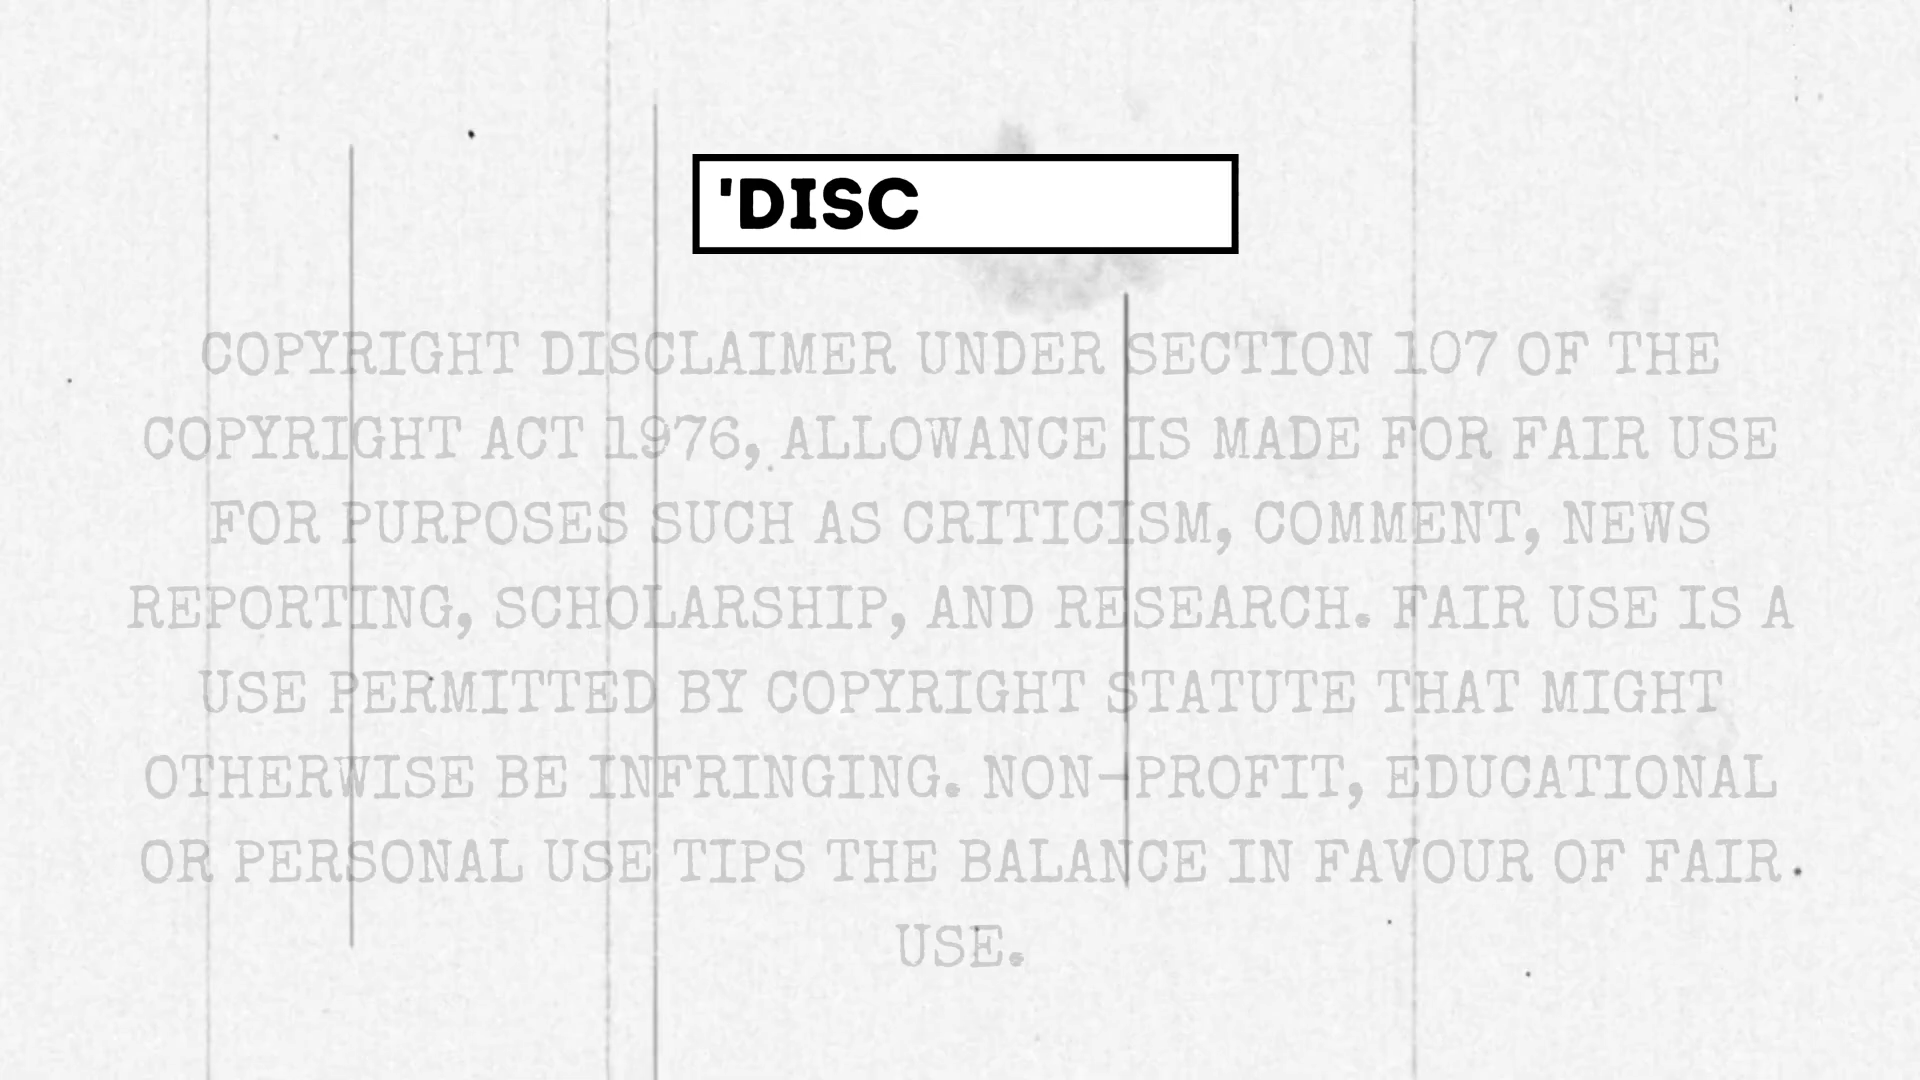 'DISC
COPYRIGHT DISCLAIMER UNDER SECTION 107 OF THE
COPYRIGHT ACT 1976, ALLOWANCE IS MADE FOR FAIR USE
FOR PURPOSES SUCH AS CRITICISM, COMMENT, NEWS
REPORTING, SCHOLARSHIP, AND RESEARCH. FAIR USE IS A
USE PERMITTED BY COPYRIGHT STATUTE THAT MIGHT
OTHERWISE BE INFRINGING. NON-PROFIT, EDUCATIONAL
OR PERSONAL USE TIPS THE BALANCE IN FAVOUR OF FAIR
USE.